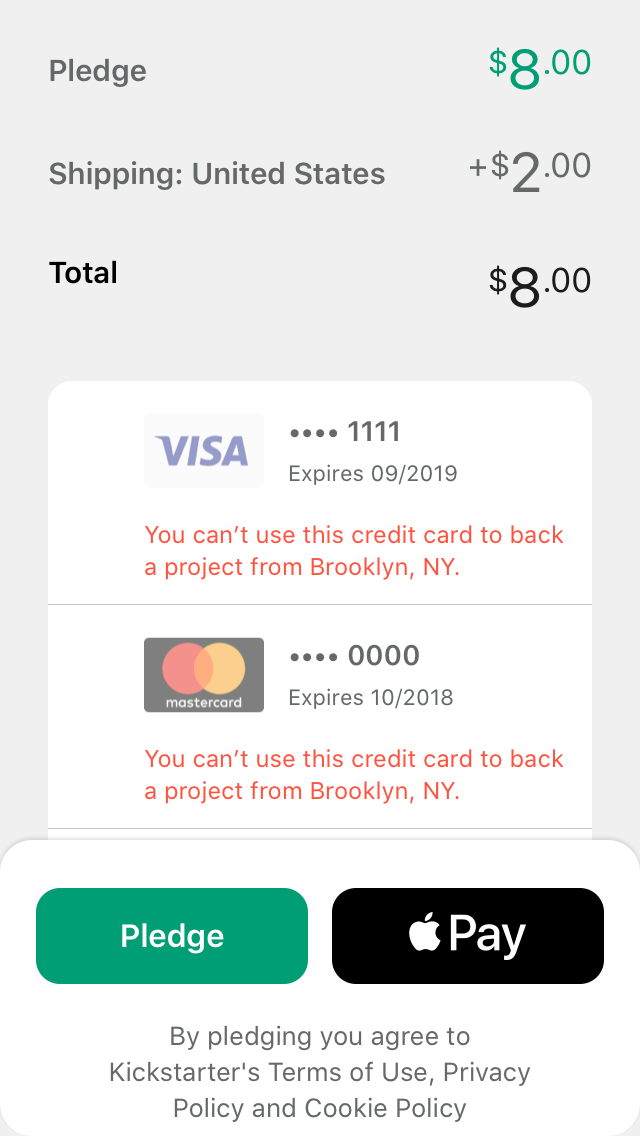 Pledge $8.00
Shipping: United States +$2.00
Total $8.00
VISA •••• 1111
Expires 09/2019
You can’t use this credit card to back
a project from Brooklyn, NY.
•••• 0000
mastercard Expires 10/2018
You can’t use this credit card to back
a project from Brooklyn, NY.
Pledge Pay
By pledging you agree to
Kickstarter's Terms of Use, Privacy
Policy and Cookie Policy